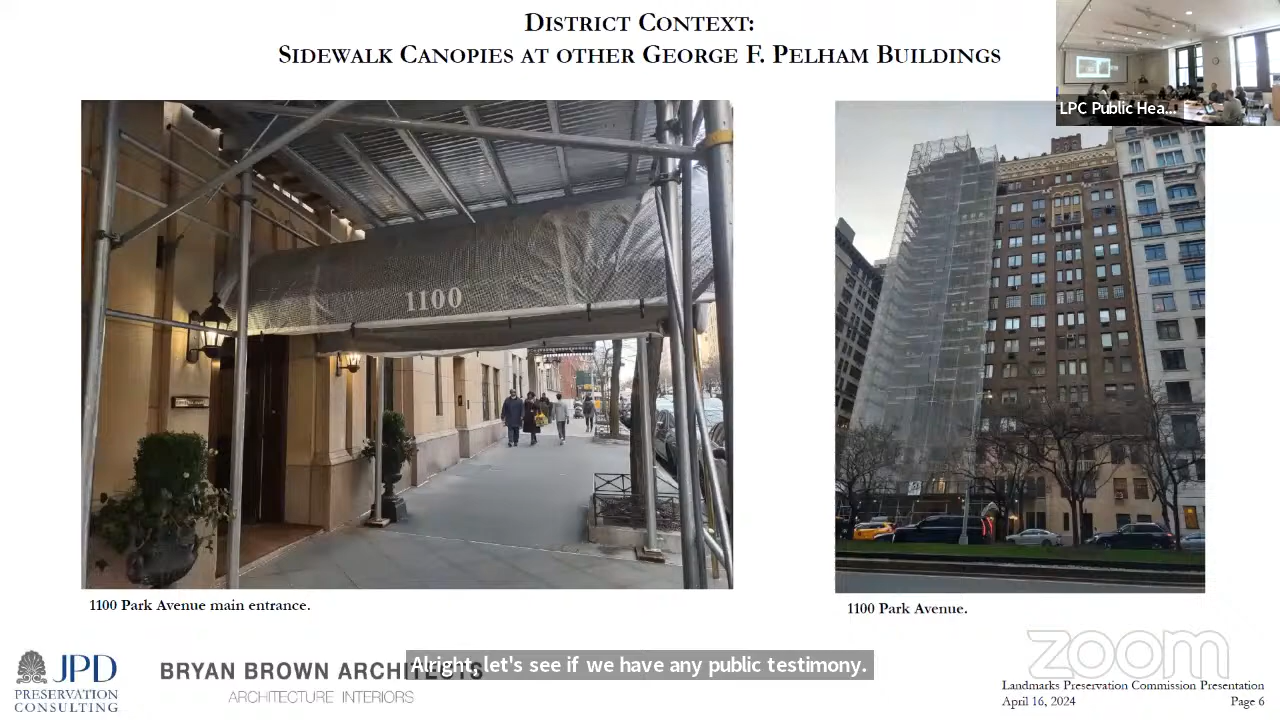 DISTRICT CONTEXT:
SIDEWALK CANOPIES AT OTHER GEORGE F. PELHAM BUILDINGS
LPC Public Hea...
1100
1100 Park Avenue main entrance.
1100 Park Avenue.
JPD
PRESERVATION
CONSULTING
BRYAN BROWN ARCHITECTS
ARCHITECTURE INTERIORS
Alright, let's see if we have any public testimony.
zoom
Landmarks Preservation Commission Presentation
April 16, 2024
Page 6